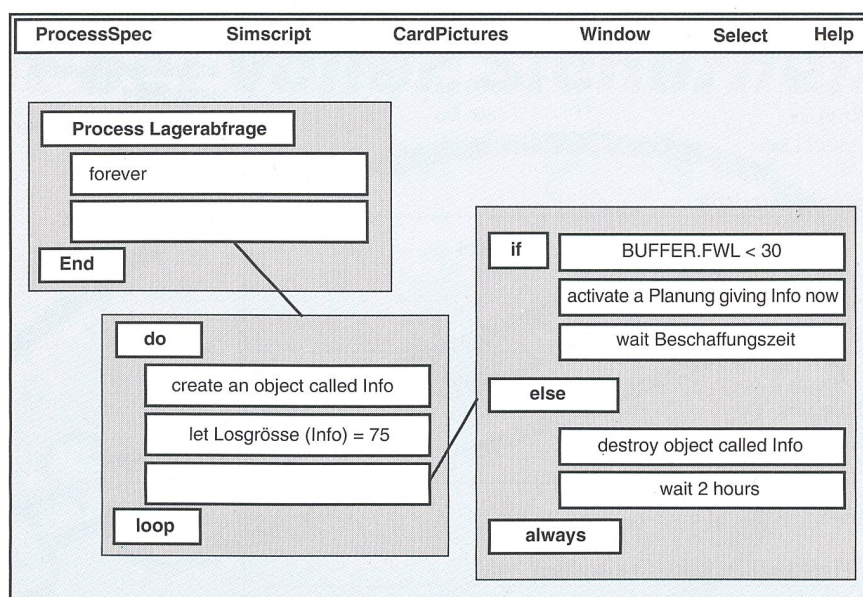 ProcessSpec Simscript CardPictures Window Select Help
Process Lagerabfrage
forever
End
do
create an object called Info
let Losgrösse (Info) = 75
loop
if BUFFER.FWL < 30
activate a Planung giving Info now
wait Beschaffungszeit
else
destroy object called Info
wait 2 hours
always